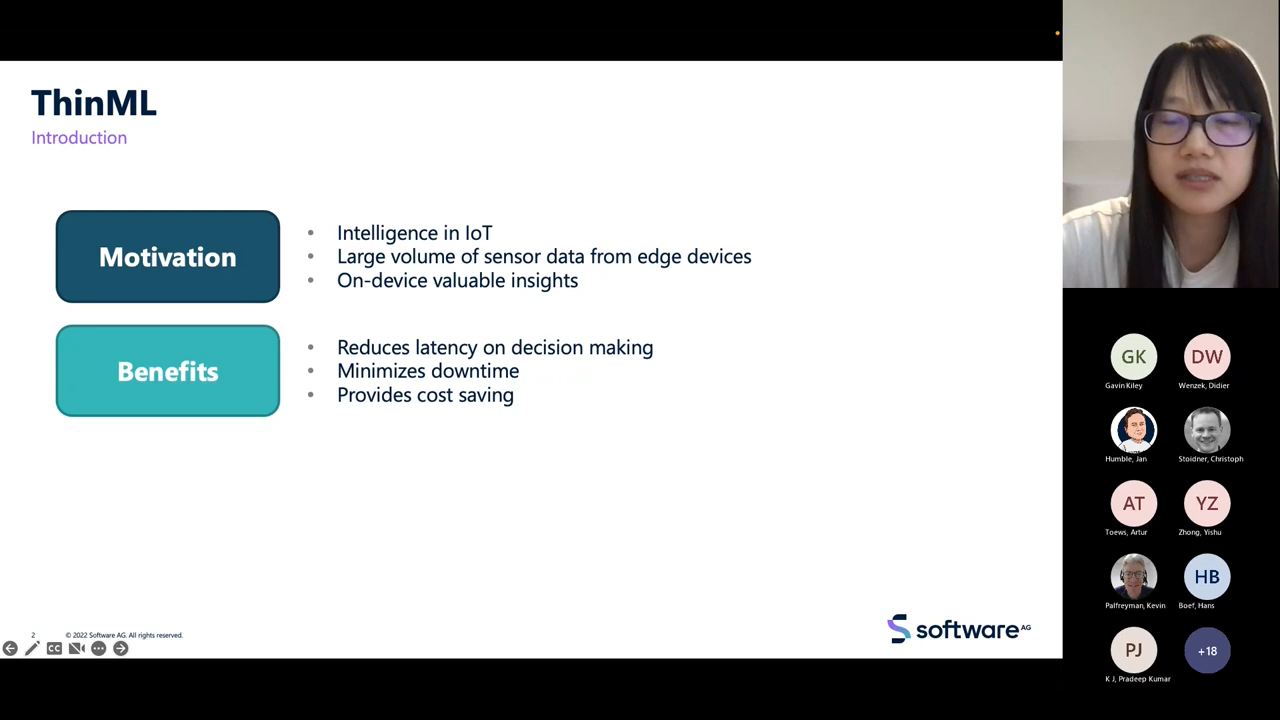 ThinML
Introduction
Motivation
• Intelligence in IoT
• Large volume of sensor data from edge devices
• On-device valuable insights
Benefits
• Reduces latency on decision making
• Minimizes downtime
• Provides cost saving
2 © 2022 Software AG. All rights reserved.
CC
software AG
GK DW
Gavin Kiley Wenzek, Didier
Humble, Jan Stoidner, Christoph
AT YZ
Toews, Artur Zhong, Yishu
HB
Palfreyman, Kevin Boef, Hans
PJ +18
K J, Pradeep Kumar